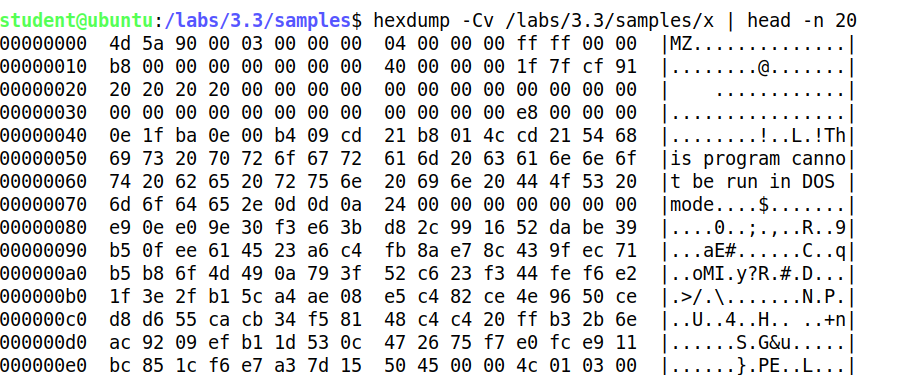 student@ubuntu:/labs/3.3/samples$ hexdump -Cv /labs/3.3/samples/x | head -n 20
00000000  4d 5a 90 00 03 00 00 00  04 00 00 00 ff ff 00 00  |MZ..............|
00000010  b8 00 00 00 00 00 00 00  40 00 00 00 1f 7f cf 91  |........@.......|
00000020  20 20 20 20 00 00 00 00  00 00 00 00 00 00 00 00  |    ............|
00000030  00 00 00 00 00 00 00 00  00 00 00 00 e8 00 00 00  |................|
00000040  0e 1f ba 0e 00 b4 09 cd  21 b8 01 4c cd 21 54 68  |........!..L.!Th|
00000050  69 73 20 70 72 6f 67 72  61 6d 20 63 61 6e 6e 6f  |is program canno|
00000060  74 20 62 65 20 72 75 6e  20 69 6e 20 44 4f 53 20  |t be run in DOS |
00000070  6d 6f 64 65 2e 0d 0d 0a  24 00 00 00 00 00 00 00  |mode....$.......|
00000080  e9 0e e0 9e 30 f3 e6 3b  d8 2c 99 16 52 da be 39  |....0..;.,..R..9|
00000090  b5 0f ee 61 45 23 a6 c4  fb 8a e7 8c 43 9f ec 71  |...aE#......C..q|
000000a0  b5 b8 6f 4d 49 0a 79 3f  52 c6 23 f3 44 fe f6 e2  |..oMI.y?R.#.D...|
000000b0  1f 3e 2f b1 5c a4 ae 08  e5 c4 82 ce 4e 96 50 ce  |.>/.\.......N.P.|
000000c0  d8 d6 55 ca cb 34 f5 81  48 c4 c4 20 ff b3 2b 6e  |..U..4..H.. ..+n|
000000d0  ac 92 09 ef b1 1d 53 0c  47 26 75 f7 e0 fc e9 11  |......S.G&u.....|
000000e0  bc 85 1c f6 e7 a3 7d 15  50 45 00 00 4c 01 03 00  |......}.PE..L...|